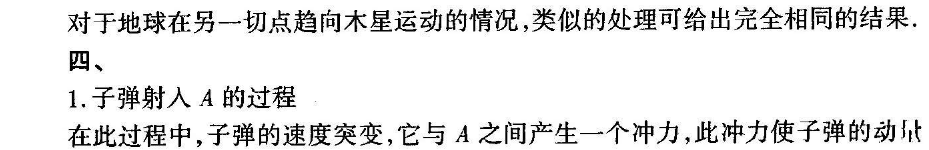 对于地球在另一切点趋向木星运动的情况,类似的处理可给出完全相同的结果.
四、
1.子弹射入 A 的过程
在此过程中,子弹的速度突变,它与 A 之间产生一个冲力,此冲力使子弹的动